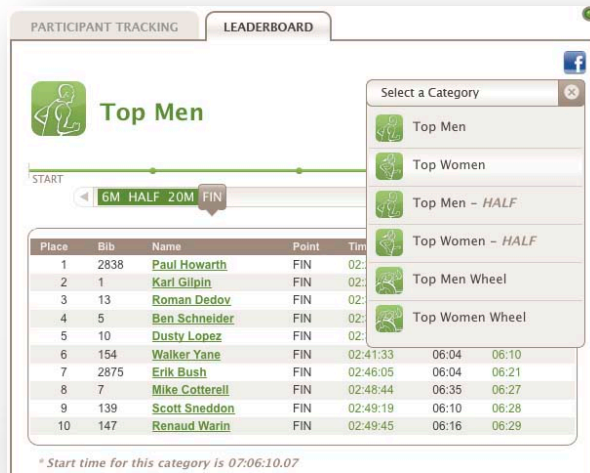 PARTICIPANT TRACKING LEADERBOARD
Top Men
Select a Category
Top Men
Top Women
Top Men – HALF
Top Women – HALF
Top Men Wheel
Top Women Wheel
START
6M HALF 20M FIN
Place Bib Name Point
1 2838 Paul Howarth FIN 02:
2 1 Karl Gilpin FIN 02:
3 13 Roman Dedov FIN 02:
4 5 Ben Schneider FIN 02:
5 10 Dusty Lopez FIN 02:
6 154 Walker Yane FIN 02:41:33 06:04 06:10
7 2875 Erik Bush FIN 02:46:05 06:04 06:21
8 7 Mike Cotterell FIN 02:48:44 06:35 06:27
9 139 Scott Sneddon FIN 02:49:19 06:10 06:28
10 147 Renaud Warin FIN 02:49:45 06:16 06:29
* Start time for this category is 07:06:10.07